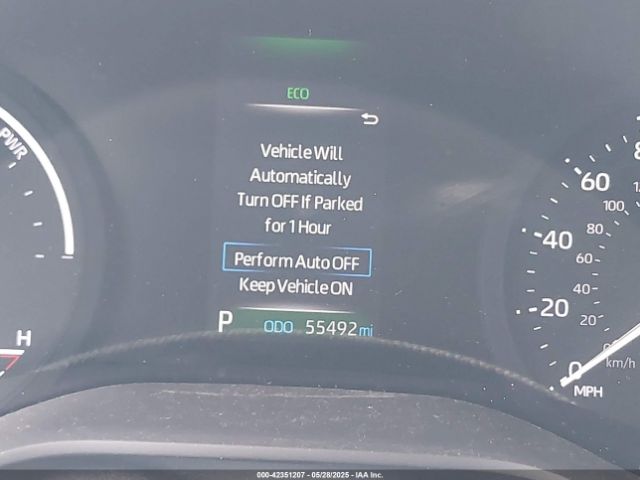 ECO
Vehicle Will
Automatically
Turn OFF If Parked
for 1 Hour
Perform Auto OFF
Keep Vehicle ON
P ODO 55492 mi
PWR
H
60
100
80
40
60
40
20
20
0
km/h
0
MPH
000-42351207 - 05/28/2025 - IAA Inc.